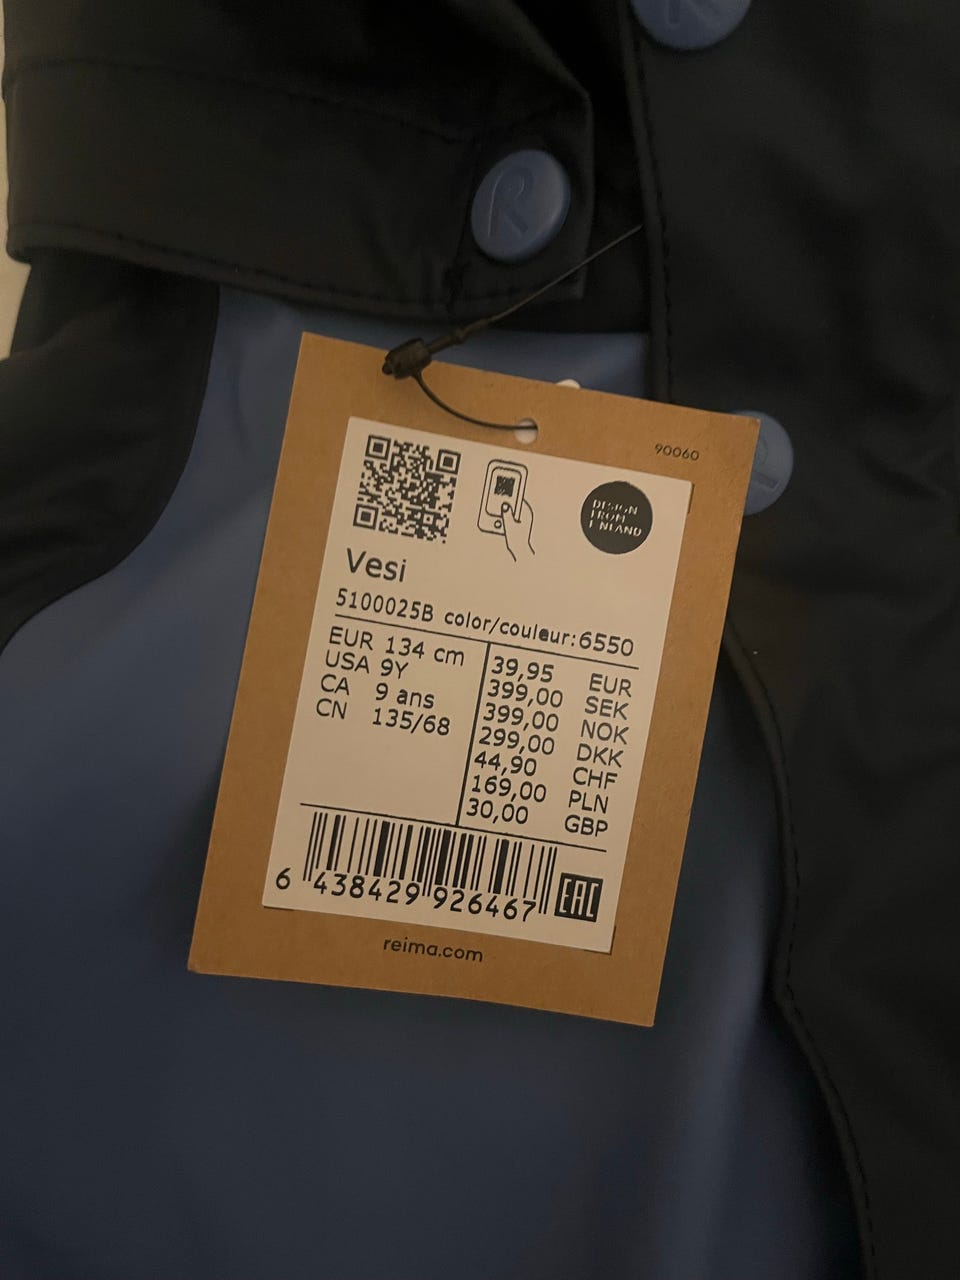 R
R
90060
DESIGN
FROM
FINLAND
Vesi
5100025B color/couleur:6550
EUR 134 cm
USA 9Y
CA 9 ans
CN 135/68
39,95 EUR
399,00 SEK
399,00 NOK
299,00 DKK
44,90 CHF
169,00 PLN
30,00 GBP
6 438429 926467
EAC
reima.com